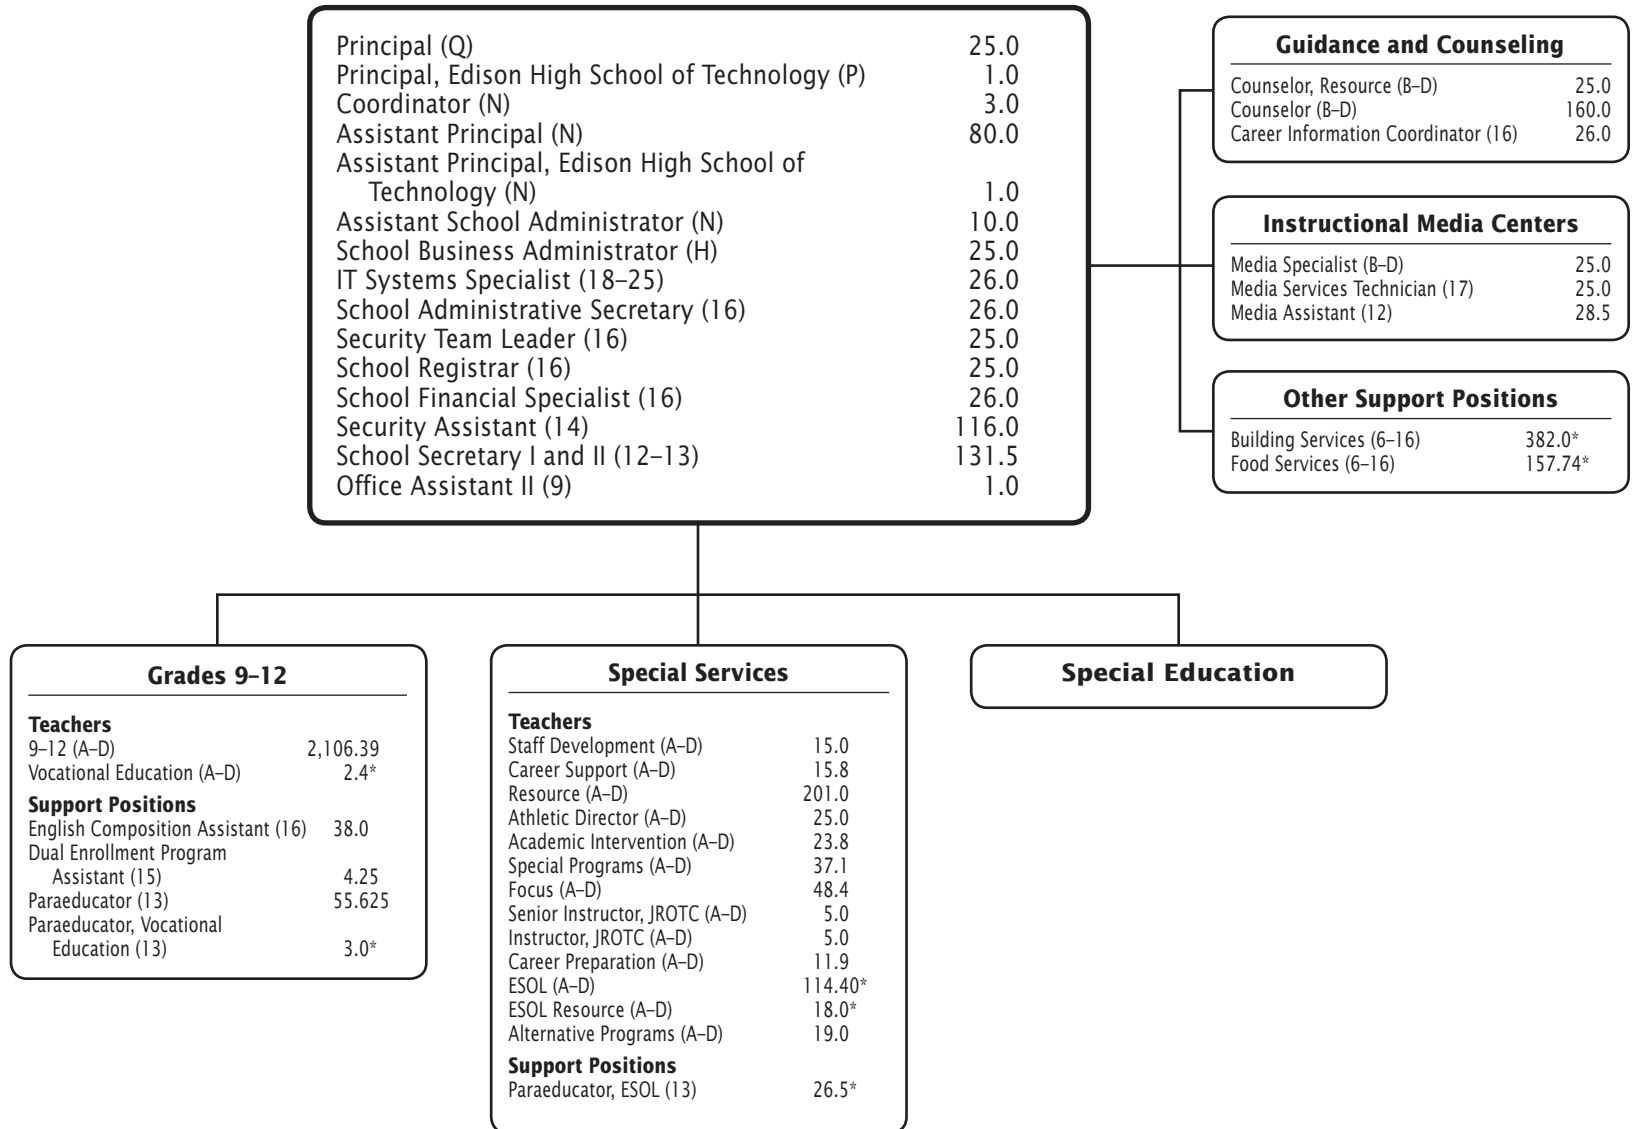 Principal (Q) 25.0
Principal, Edison High School of Technology (P) 1.0
Coordinator (N) 3.0
Assistant Principal (N) 80.0
Assistant Principal, Edison High School of
Technology (N) 1.0
Assistant School Administrator (N) 10.0
School Business Administrator (H) 25.0
IT Systems Specialist (18–25) 26.0
School Administrative Secretary (16) 26.0
Security Team Leader (16) 25.0
School Registrar (16) 25.0
School Financial Specialist (16) 26.0
Security Assistant (14) 116.0
School Secretary I and II (12–13) 131.5
Office Assistant II (9) 1.0
Guidance and Counseling
Counselor, Resource (B–D) 25.0
Counselor (B–D) 160.0
Career Information Coordinator (16) 26.0
Instructional Media Centers
Media Specialist (B–D) 25.0
Media Services Technician (17) 25.0
Media Assistant (12) 28.5
Other Support Positions
Building Services (6–16) 382.0*
Food Services (6–16) 157.74*
Grades 9–12
Teachers
9–12 (A–D) 2,106.39
Vocational Education (A–D) 2.4*
Support Positions
English Composition Assistant (16) 38.0
Dual Enrollment Program
Assistant (15) 4.25
Paraeducator (13) 55.625
Paraeducator, Vocational
Education (13) 3.0*
Special Services
Teachers
Staff Development (A–D) 15.0
Career Support (A–D) 15.8
Resource (A–D) 201.0
Athletic Director (A–D) 25.0
Academic Intervention (A–D) 23.8
Special Programs (A–D) 37.1
Focus (A–D) 48.4
Senior Instructor, JROTC (A–D) 5.0
Instructor, JROTC (A–D) 5.0
Career Preparation (A–D) 11.9
ESOL (A–D) 114.40*
ESOL Resource (A–D) 18.0*
Alternative Programs (A–D) 19.0
Support Positions
Paraeducator, ESOL (13) 26.5*
Special Education